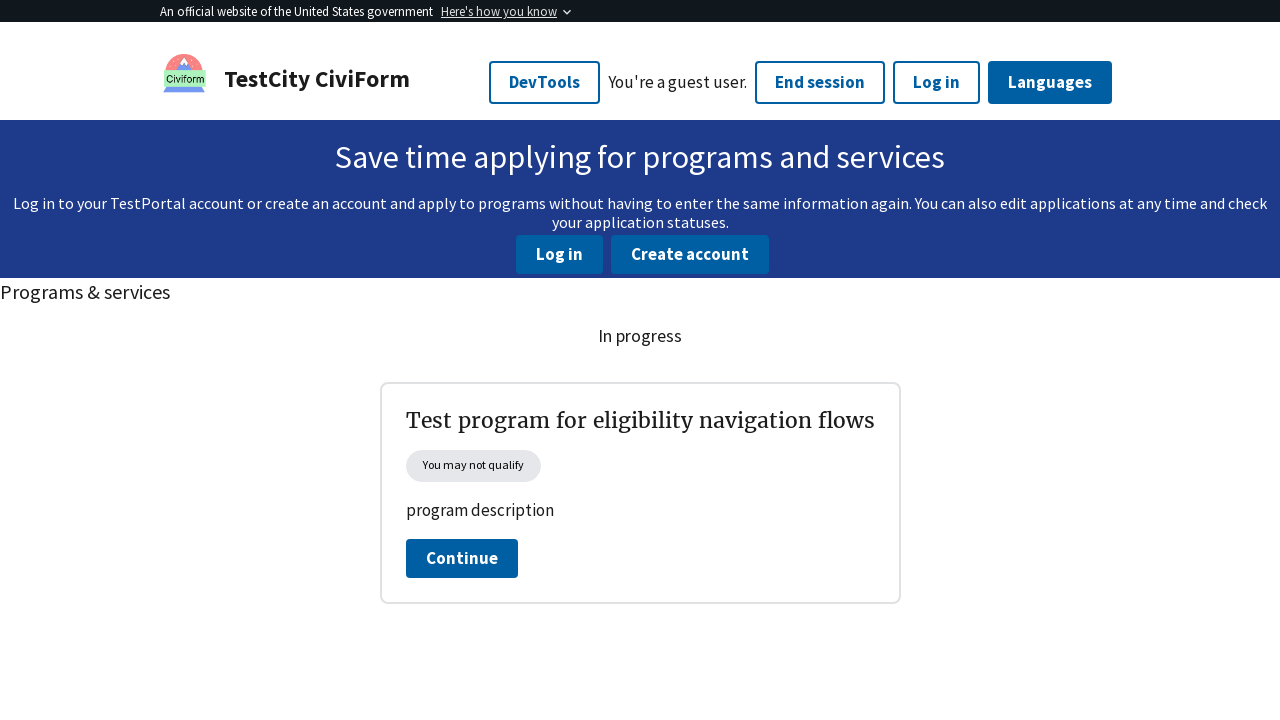 An official website of the United States government Here's how you know
Civiform
TestCity CiviForm
DevTools You're a guest user. End session Log in Languages
Save time applying for programs and services
Log in to your TestPortal account or create an account and apply to programs without having to enter the same information again. You can also edit applications at any time and check
your application statuses.
Log in Create account
Programs & services
In progress
Test program for eligibility navigation flows
You may not qualify
program description
Continue